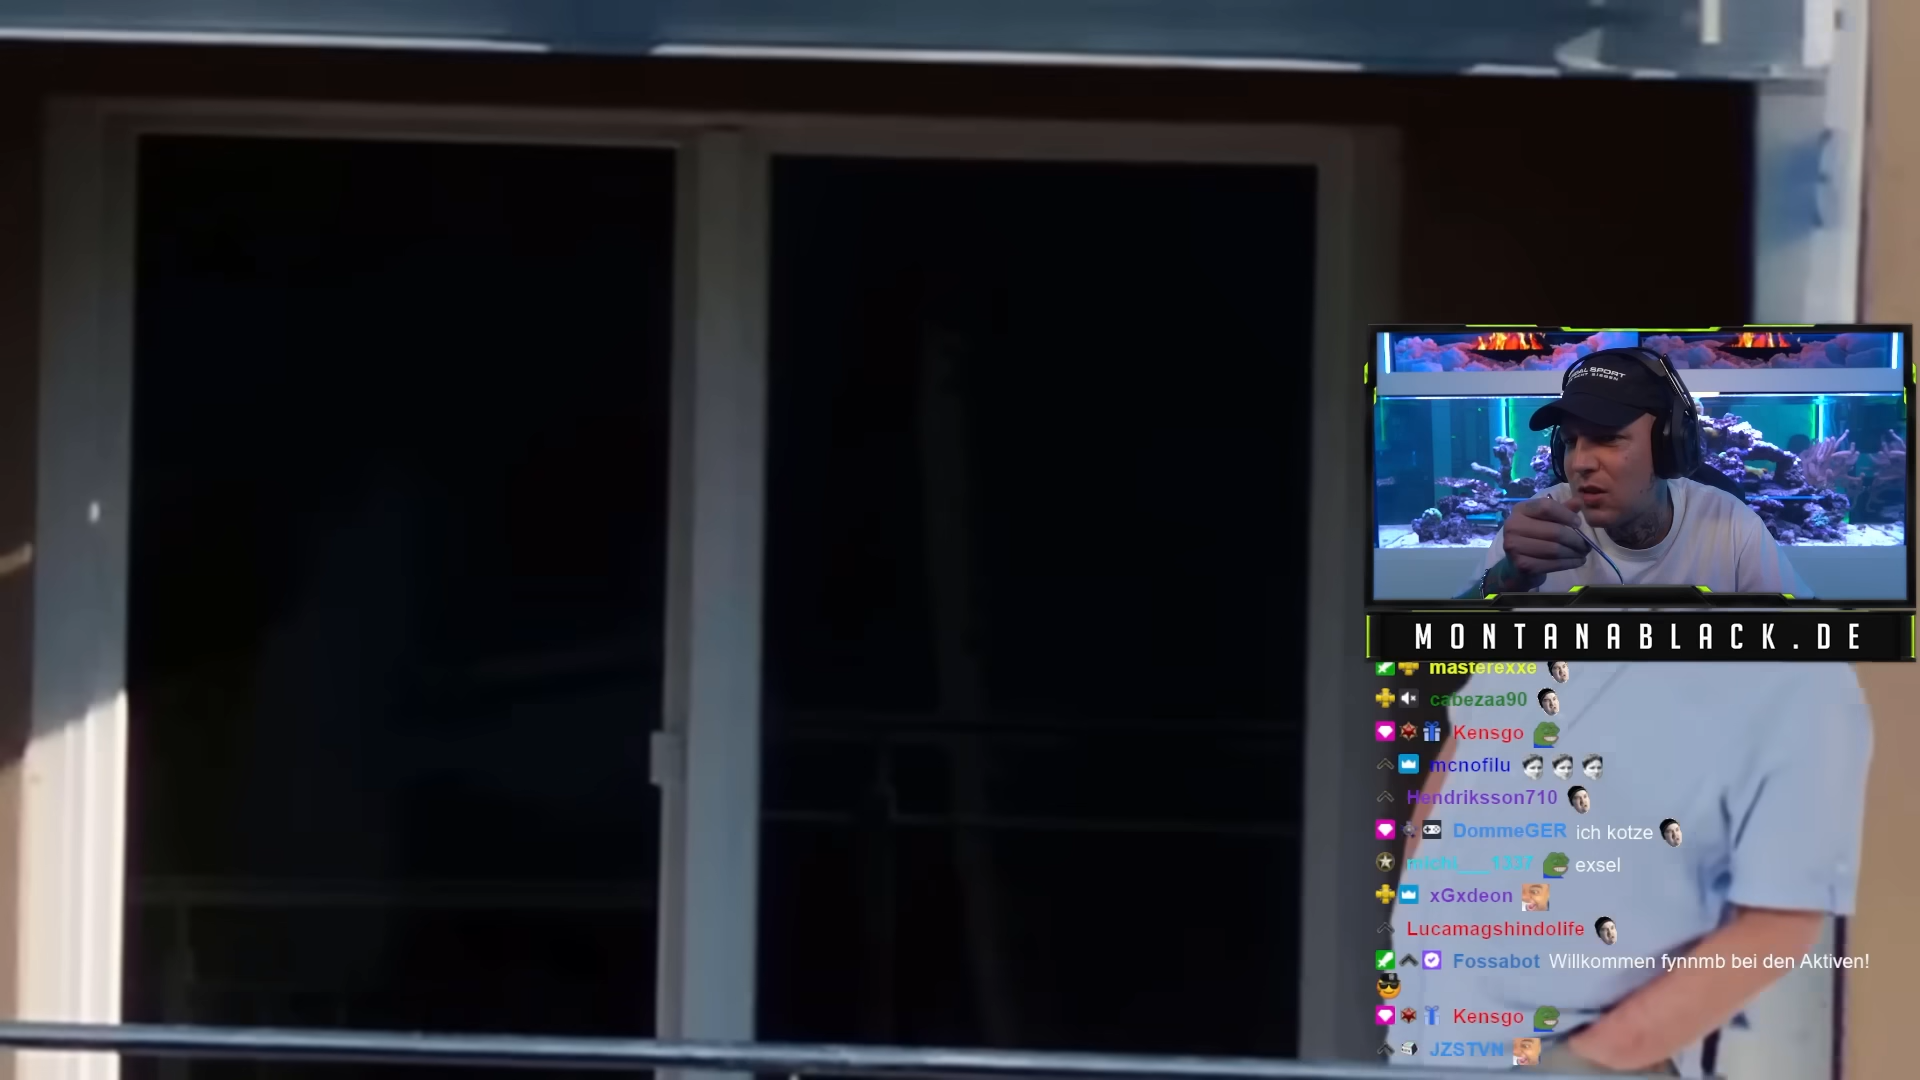 MONTANABLACK.DE
masterexxe
cabezaa90
Kensgo
mcnofilu
Hendriksson710
DommeGER ich kotze
michi___1337 exsel
xGxdeon
Lucamagshindolife
Fossabot Willkommen fynnmb bei den Aktiven!
Kensgo
JZSTVN